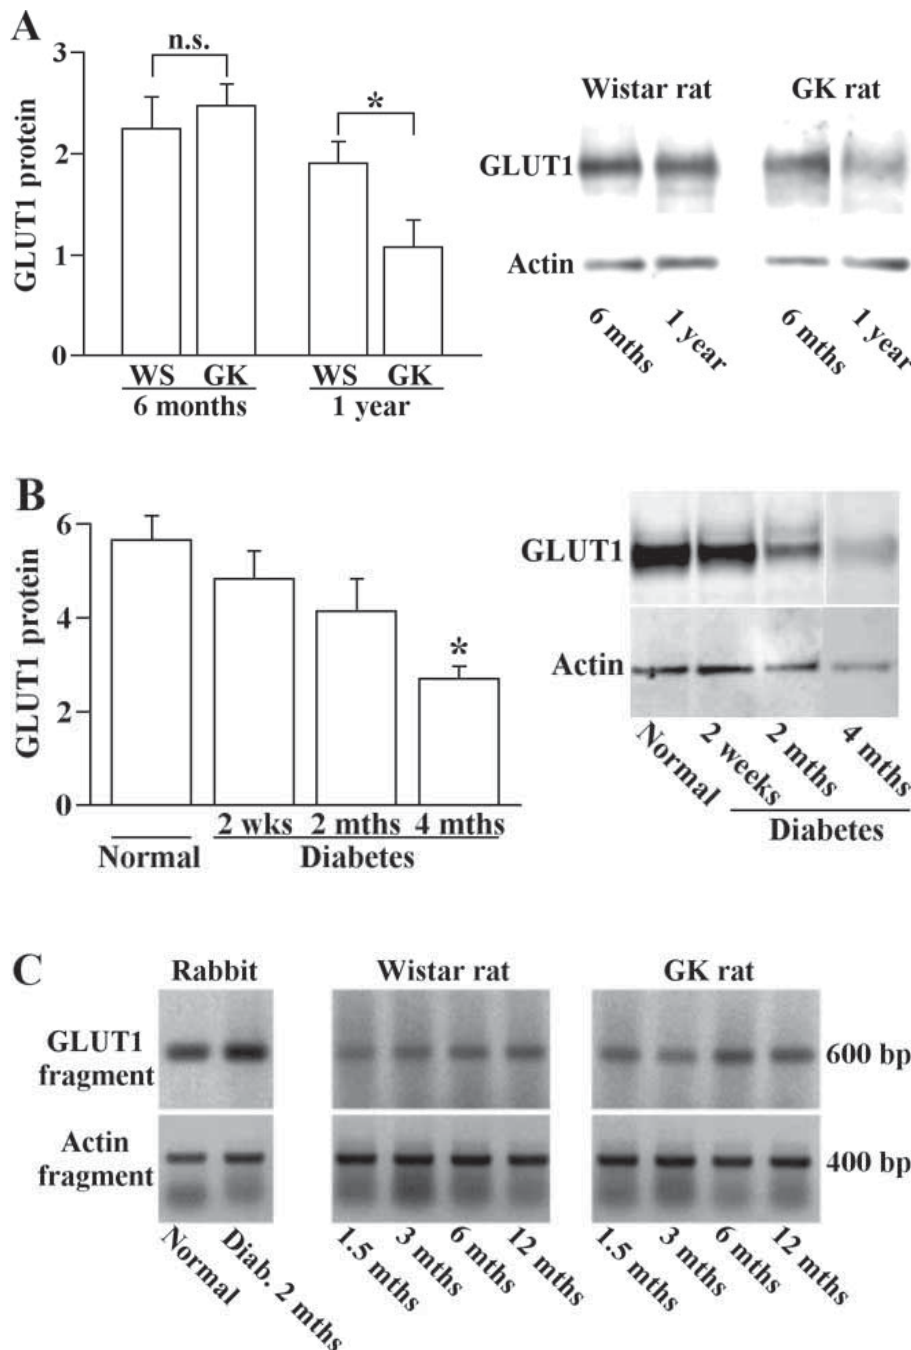 A
GLUT1 protein
3
2
1
0
n.s.
*
WS GK WS GK
6 months 1 year
Wistar rat GK rat
GLUT1
Actin
6 mths 1 year 6 mths 1 year
B
GLUT1 protein
6
4
2
0
*
2 wks 2 mths 4 mths
Normal Diabetes
GLUT1
Actin
Normal 2 weeks 2 mths 4 mths
Diabetes
C
Rabbit Wistar rat GK rat
GLUT1
fragment
600 bp
Actin
fragment
400 bp
Normal Diab. 2 mths 1.5 mths 3 mths 6 mths 12 mths 1.5 mths 3 mths 6 mths 12 mths